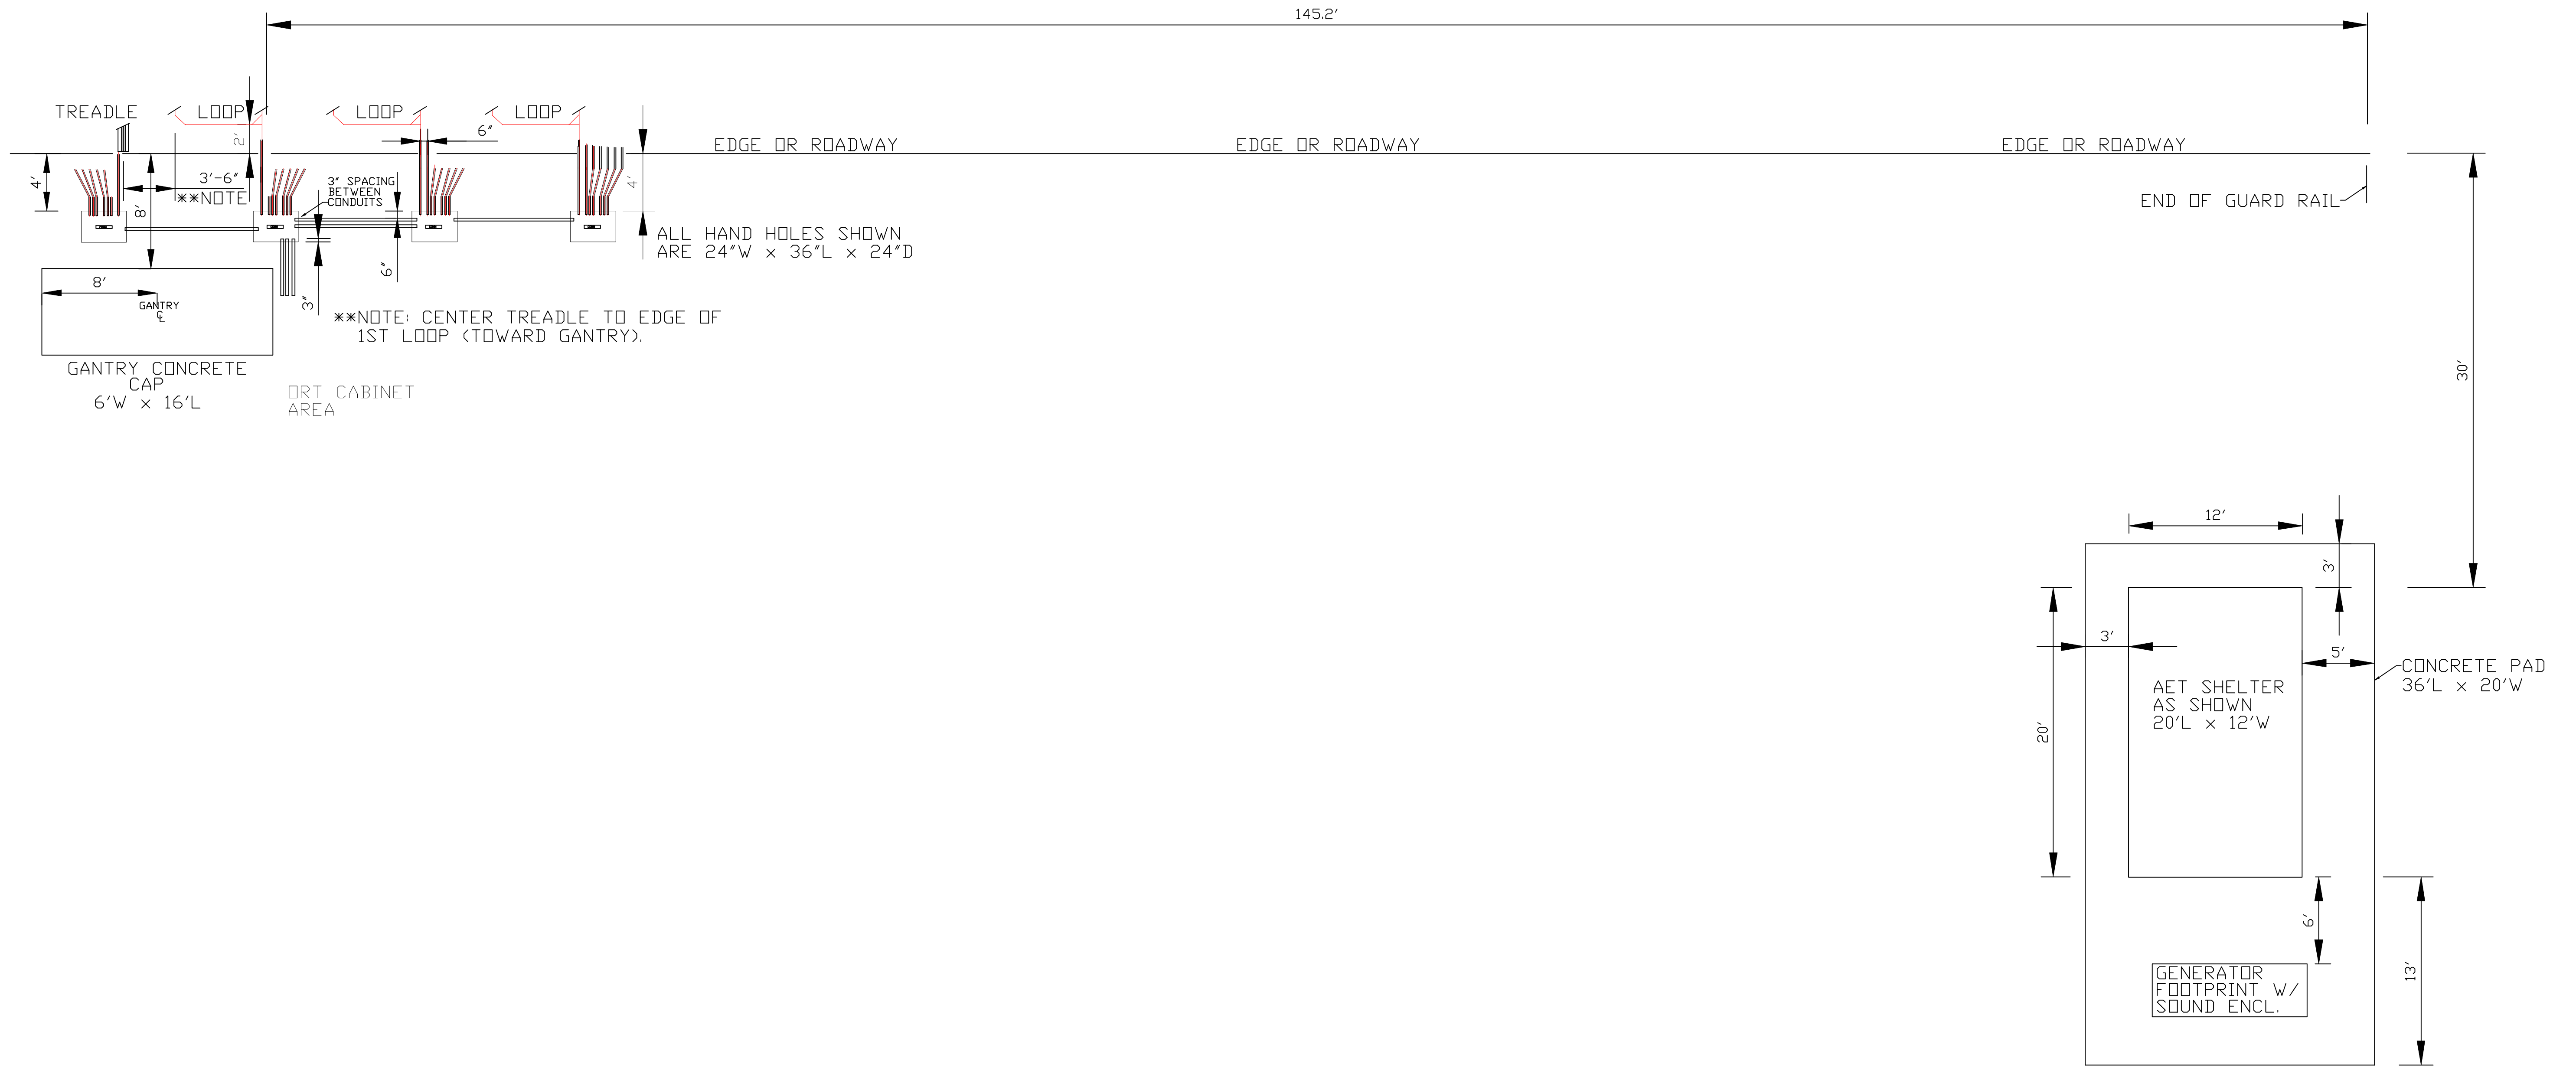 145.2'
TREADLE
LOOP
LOOP
LOOP
2'
6"
EDGE OR ROADWAY
EDGE OR ROADWAY
EDGE OR ROADWAY
4'
8'
3'-6"
**NOTE
3" SPACING
BETWEEN
CONDUITS
4'
END OF GUARD RAIL
ALL HAND HOLES SHOWN
ARE 24"W x 36"L x 24"D
6"
3"
8'
GANTRY
CL
**NOTE: CENTER TREADLE TO EDGE OF
1ST LOOP (TOWARD GANTRY).
GANTRY CONCRETE
CAP
6'W x 16'L
ORT CABINET
AREA
30'
12'
3'
3'
5'
CONCRETE PAD
36'L x 20'W
AET SHELTER
AS SHOWN
20'L x 12'W
20'
6'
13'
GENERATOR
FOOTPRINT W/
SOUND ENCL.